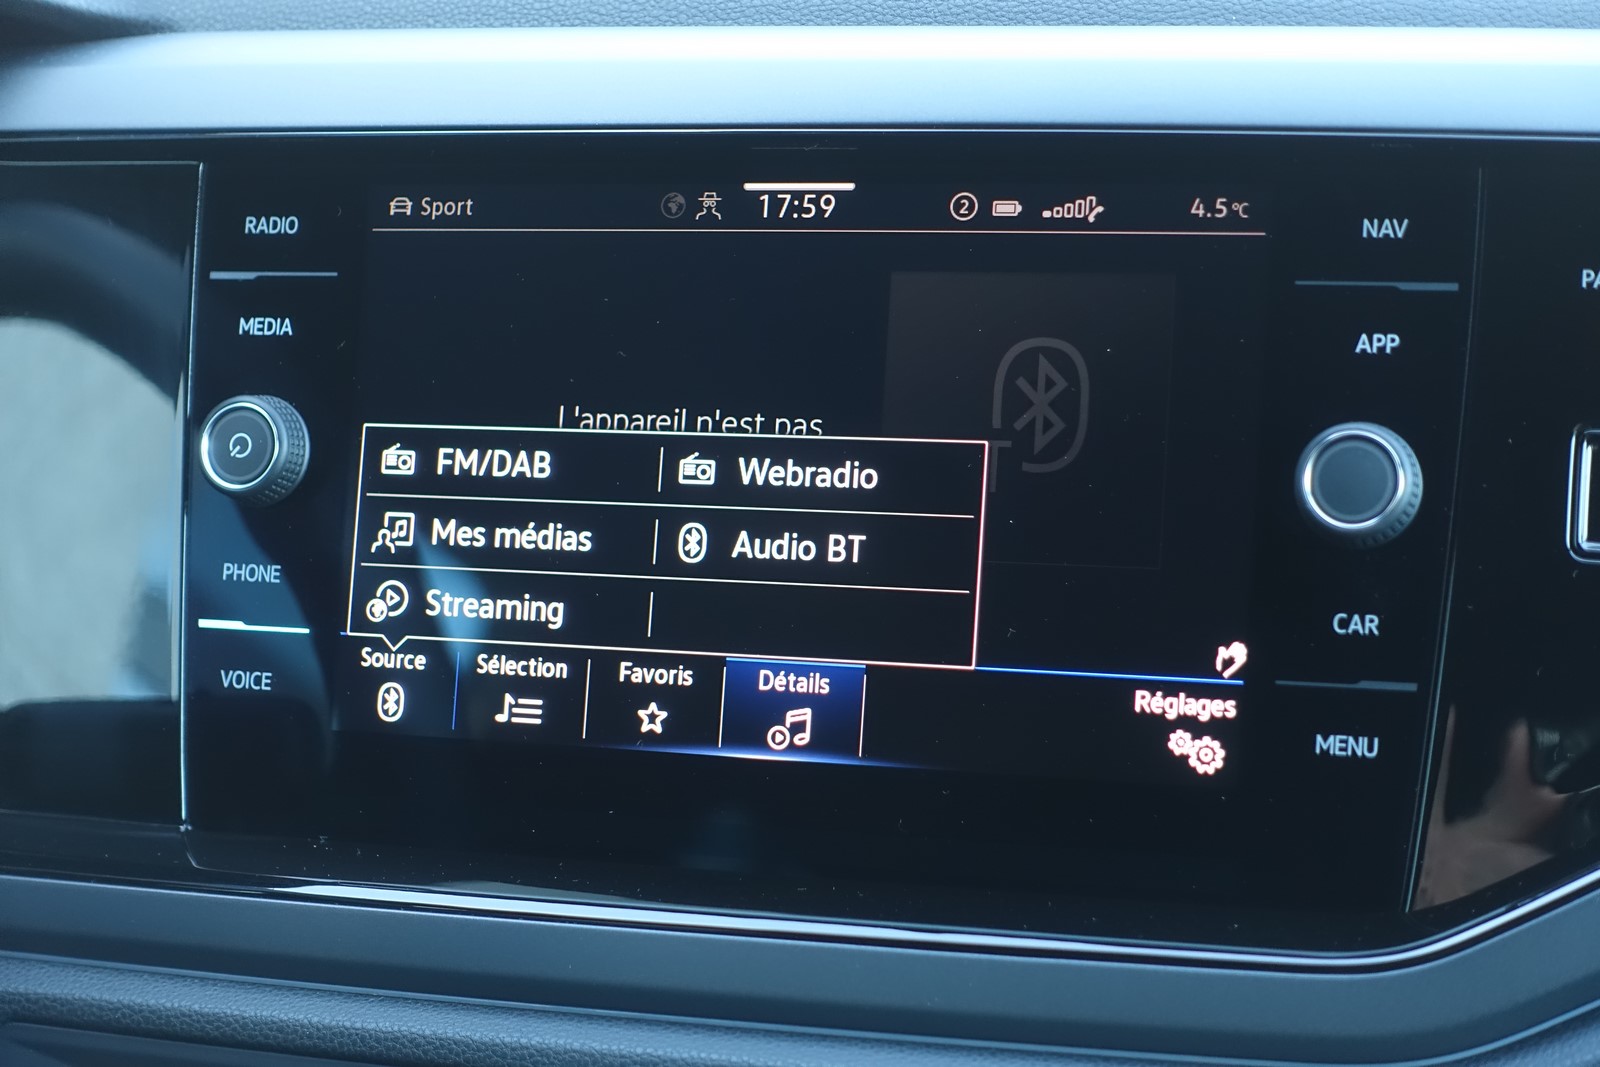 RADIO
MEDIA
PHONE
VOICE
Sport
17:59
2
4.5°C
L'appareil n'est pas
FM/DAB
Webradio
Mes médias
Audio BT
Streaming
Source
Sélection
Favoris
Détails
Réglages
NAV
APP
CAR
MENU